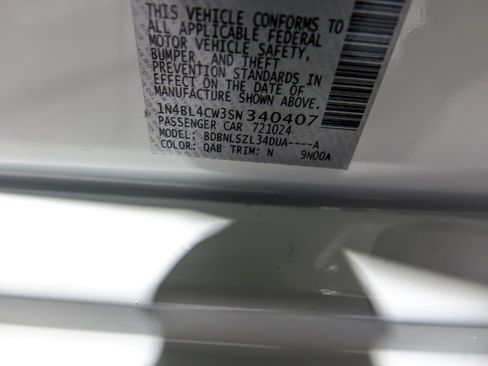 THIS VEHICLE CONFORMS TO
ALL APPLICABLE FEDERAL
MOTOR VEHICLE SAFETY,
BUMPER, AND THEFT
PREVENTION STANDARDS IN
EFFECT ON THE DATE OF
MANUFACTURE SHOWN ABOVE.
1N4BL4CW3SN340407
PASSENGER CAR 721024
MODEL: BDBNLSZL34DUA----A
COLOR: QAB TRIM: N 9N00A